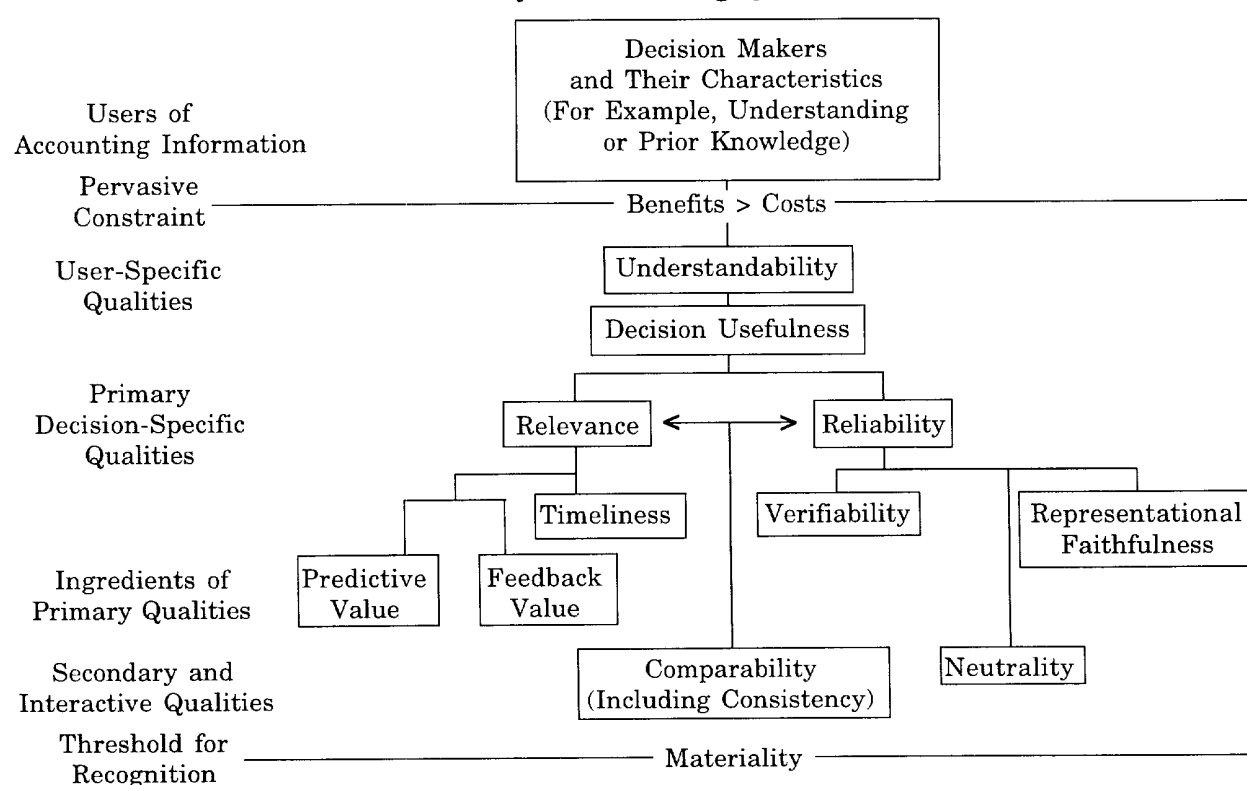 Decision Makers
and Their Characteristics
(For Example, Understanding
or Prior Knowledge)
Users of
Accounting Information
Pervasive
Constraint
Benefits > Costs
User-Specific
Qualities
Understandability
Decision Usefulness
Primary
Decision-Specific
Qualities
Relevance
Reliability
Timeliness
Verifiability
Representational
Faithfulness
Ingredients of
Primary Qualities
Predictive
Value
Feedback
Value
Secondary and
Interactive Qualities
Comparability
(Including Consistency)
Neutrality
Threshold for
Recognition
Materiality